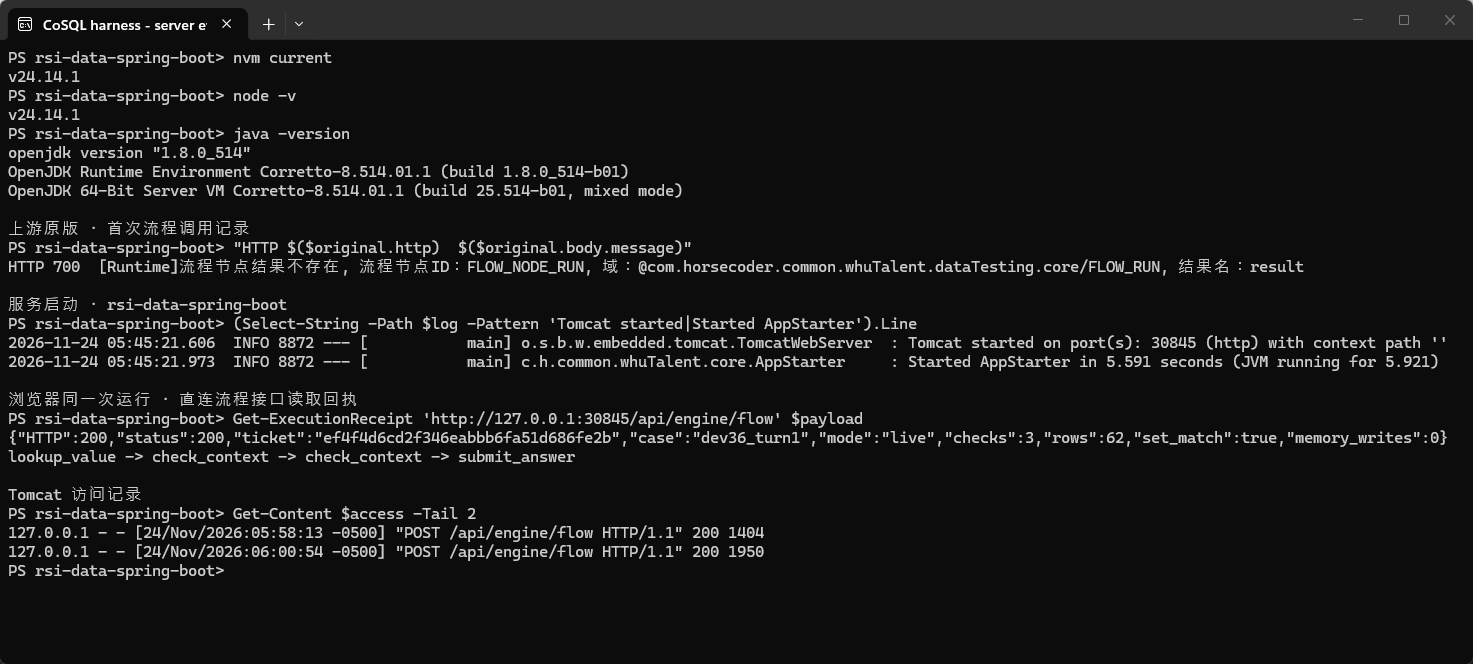 CoSQL harness - server e
PS rsi-data-spring-boot> nvm current
v24.14.1
PS rsi-data-spring-boot> node -v
v24.14.1
PS rsi-data-spring-boot> java -version
openjdk version "1.8.0_514"
OpenJDK Runtime Environment Corretto-8.514.01.1 (build 1.8.0_514-b01)
OpenJDK 64-Bit Server VM Corretto-8.514.01.1 (build 25.514-b01, mixed mode)
上游原版 · 首次流程调用记录
PS rsi-data-spring-boot> "HTTP $($original.http)  $($original.body.message)"
HTTP 700  [Runtime]流程节点结果不存在, 流程节点ID：FLOW_NODE_RUN, 域：@com.horsecoder.common.whuTalent.dataTesting.core/FLOW_RUN, 结果名：result
服务启动 · rsi-data-spring-boot
PS rsi-data-spring-boot> (Select-String -Path $log -Pattern 'Tomcat started|Started AppStarter').Line
2026-11-24 05:45:21.606  INFO 8872 --- [           main] o.s.b.w.embedded.tomcat.TomcatWebServer  : Tomcat started on port(s): 30845 (http) with context path ''
2026-11-24 05:45:21.973  INFO 8872 --- [           main] c.h.common.whuTalent.core.AppStarter     : Started AppStarter in 5.591 seconds (JVM running for 5.921)
浏览器同一次运行 · 直连流程接口读取回执
PS rsi-data-spring-boot> Get-ExecutionReceipt 'http://127.0.0.1:30845/api/engine/flow' $payload
{"HTTP":200,"status":200,"ticket":"ef4f4d6cd2f346eabbb6fa51d686fe2b","case":"dev36_turn1","mode":"live","checks":3,"rows":62,"set_match":true,"memory_writes":0}
lookup_value -> check_context -> check_context -> submit_answer
Tomcat 访问记录
PS rsi-data-spring-boot> Get-Content $access -Tail 2
127.0.0.1 - - [24/Nov/2026:05:58:13 -0500] "POST /api/engine/flow HTTP/1.1" 200 1404
127.0.0.1 - - [24/Nov/2026:06:00:54 -0500] "POST /api/engine/flow HTTP/1.1" 200 1950
PS rsi-data-spring-boot>